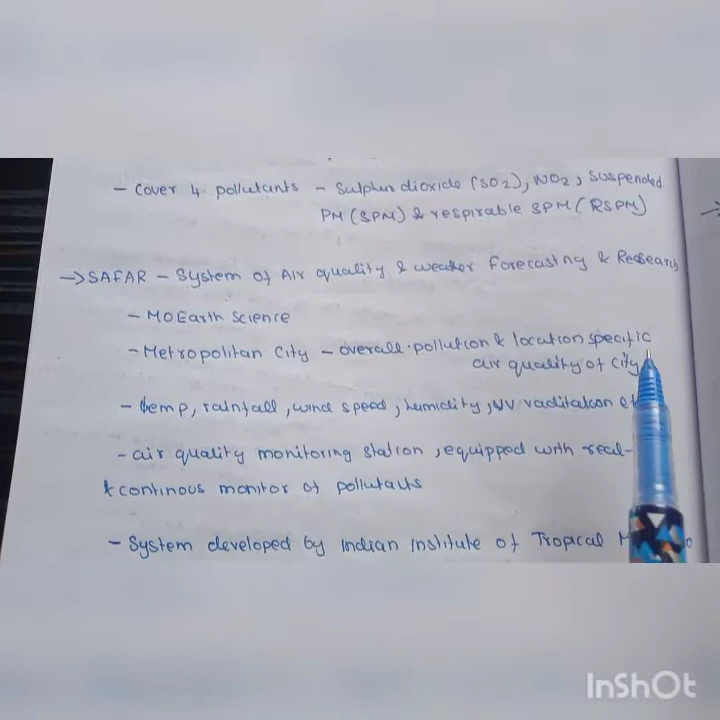 - Cover 4 pollutants - Sulphur dioxide (SO2), NO2, Suspended
PM (SPM) & respirable SPM (RSPM)
→ SAFAR - System of Air quality & weather Forecasting & Research
- MOEarth Science
- Metropolitan City - overall pollution & location specific
air quality of City
- temp, rainfall, wind speed, humidity, UV raditation
- air quality monitoring station, equipped with real-
& continous monitor of pollutacts
- System developed by Indian Institute of Tropical
InShOt